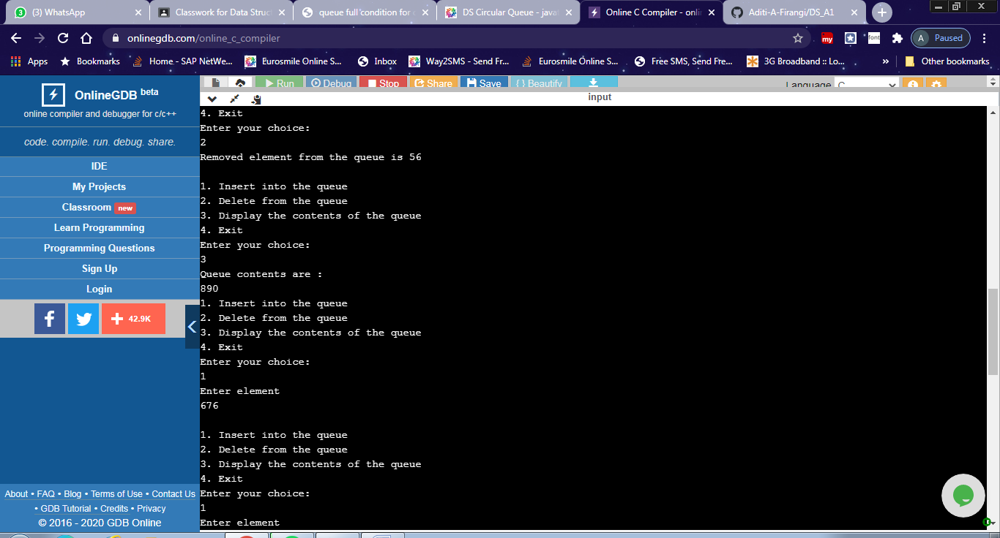 (3) WhatsApp
Classwork for Data Struct
queue full condition for c
DS Circular Queue - javat
Online C Compiler - onlin
Aditi-A-Firangi/DS_A1
onlinegdb.com/online_c_compiler
my
font
A Paused
Apps
Bookmarks
Home - SAP NetWe...
Eurosmile Online S...
Inbox
Way2SMS - Send Fr...
Eurosmile Online S...
Free SMS, Send Fre...
3G Broadband :: Lo...
»
Other bookmarks
OnlineGDB beta
online compiler and debugger for c/c++
code. compile. run. debug. share.
IDE
My Projects
Classroom new
Learn Programming
Programming Questions
Sign Up
Login
42.9K
About • FAQ • Blog • Terms of Use • Contact Us
• GDB Tutorial • Credits • Privacy
© 2016 - 2020 GDB Online
Run
Debug
Stop
Share
Save
{ } Beautify
Language C
input
4. Exit
Enter your choice:
2
Removed element from the queue is 56
1. Insert into the queue
2. Delete from the queue
3. Display the contents of the queue
4. Exit
Enter your choice:
3
Queue contents are :
890
1. Insert into the queue
2. Delete from the queue
3. Display the contents of the queue
4. Exit
Enter your choice:
1
Enter element
676
1. Insert into the queue
2. Delete from the queue
3. Display the contents of the queue
4. Exit
Enter your choice:
1
Enter element